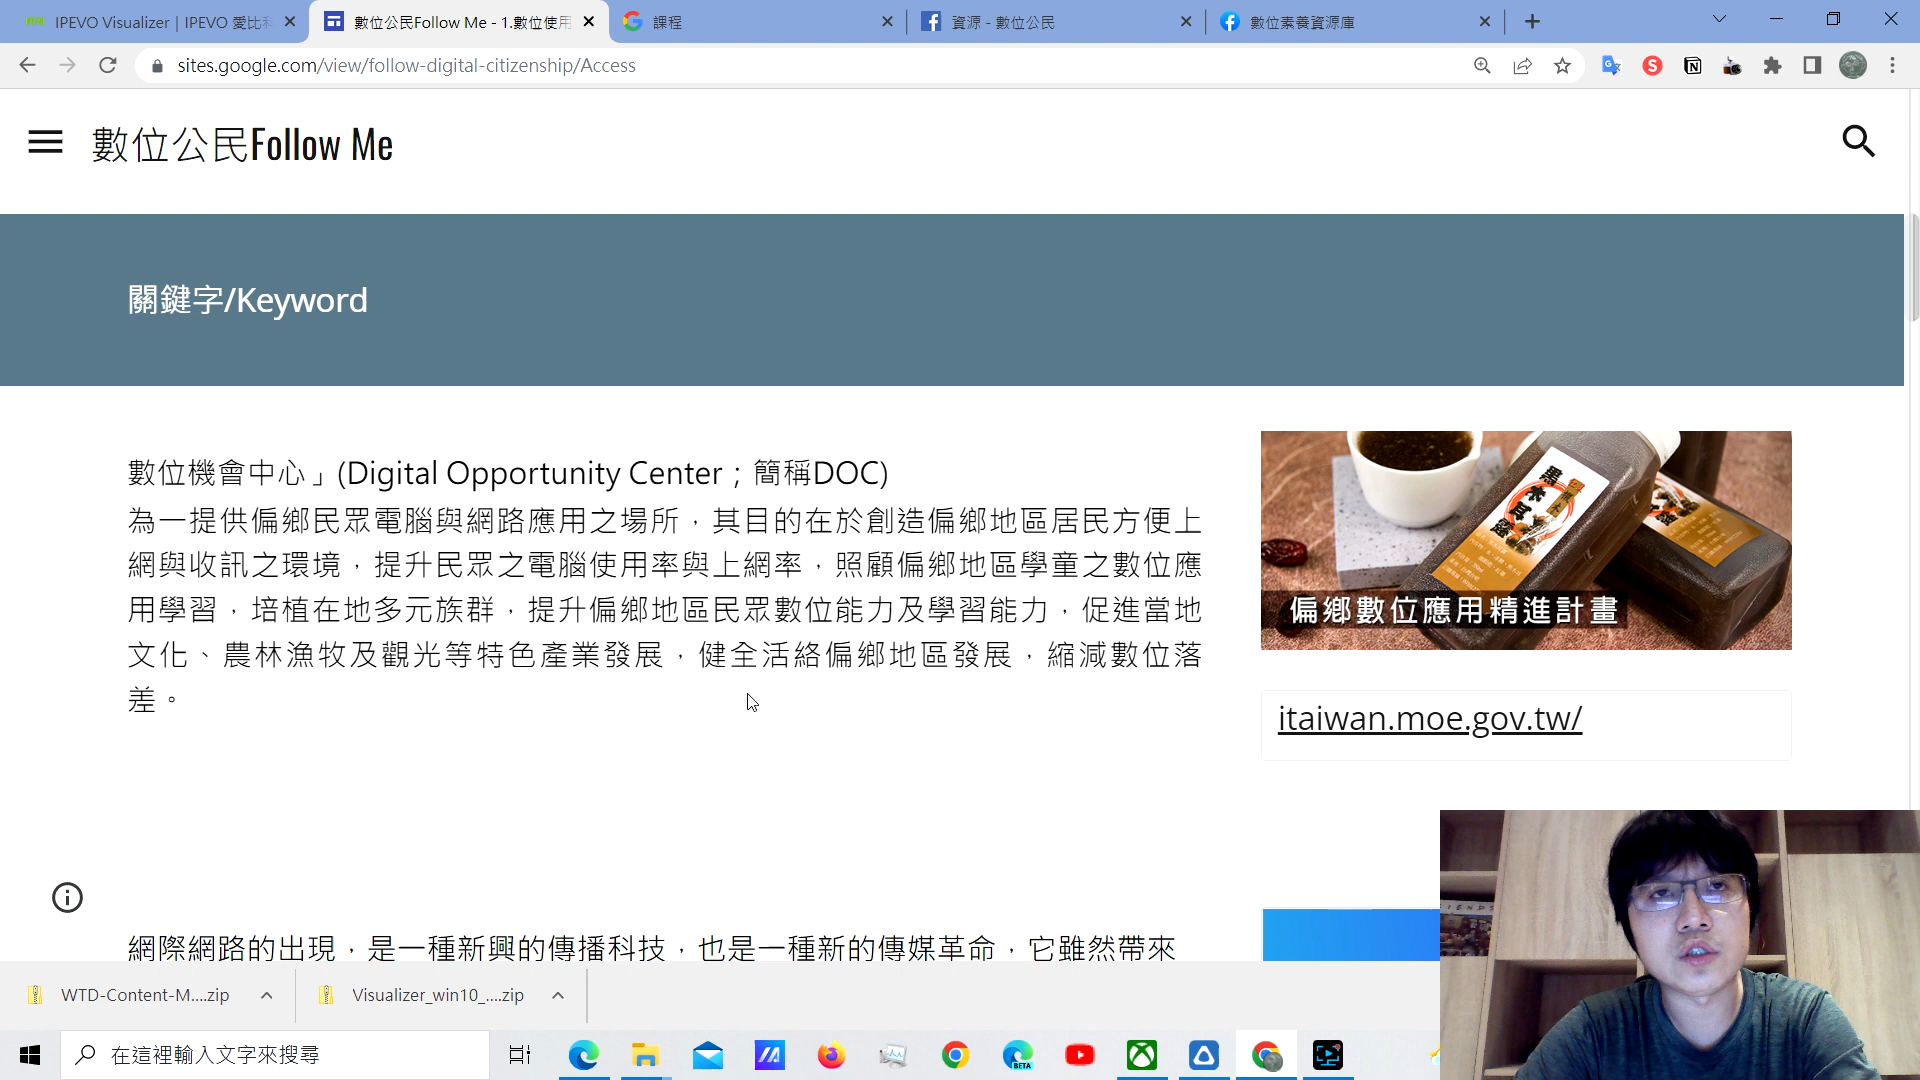 IPEVO Visualizer | IPEVO 愛比科
數位公民Follow Me - 1.數位使用
課程
資源 - 數位公民
數位素養資源庫
sites.google.com/view/follow-digital-citizenship/Access
數位公民Follow Me
關鍵字/Keyword
數位機會中心」(Digital Opportunity Center；簡稱DOC)
為一提供偏鄉民眾電腦與網路應用之場所，其目的在於創造偏鄉地區居民方便上
網與收訊之環境，提升民眾之電腦使用率與上網率，照顧偏鄉地區學童之數位應
用學習，培植在地多元族群，提升偏鄉地區民眾數位能力及學習能力，促進當地
文化、農林漁牧及觀光等特色產業發展，健全活絡偏鄉地區發展，縮減數位落
差。
黑木耳露
偏鄉數位應用精進計畫
itaiwan.moe.gov.tw/
網際網路的出現，是一種新興的傳播科技，也是一種新的傳媒革命，它雖然帶來
WTD-Content-M....zip
Visualizer_win10_....zip
在這裡輸入文字來搜尋
BETA